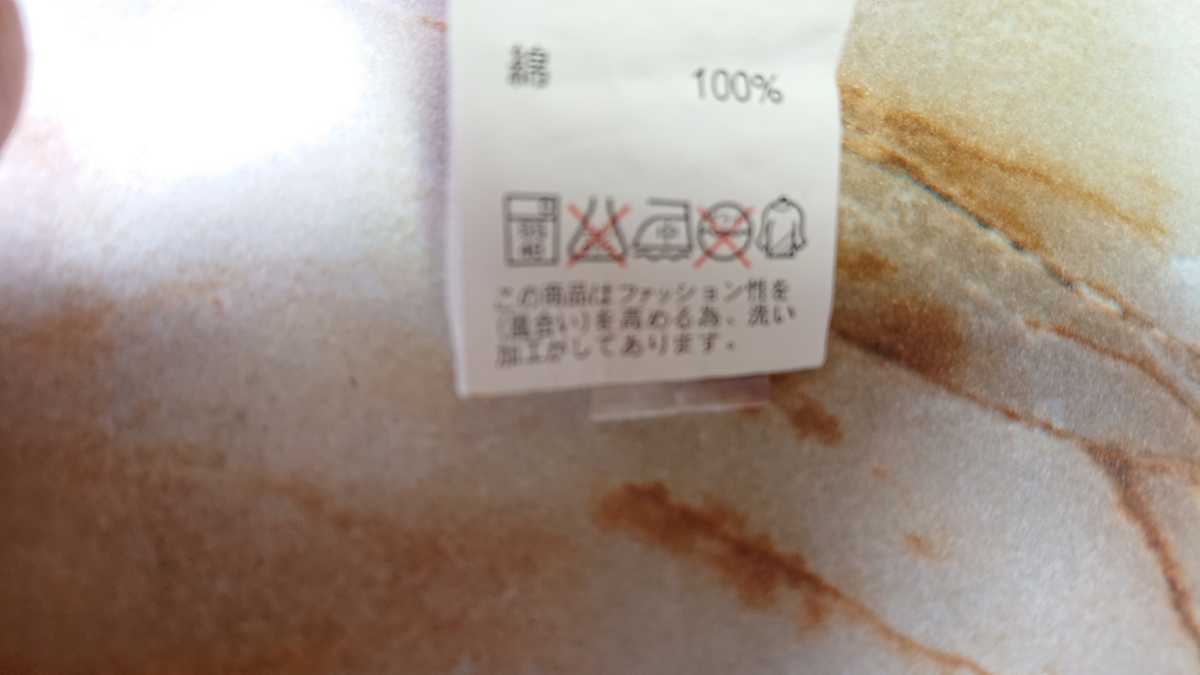 綿 100%
この商品はファッション性を
(風合い)を高める為、洗い
加工がしてあります。